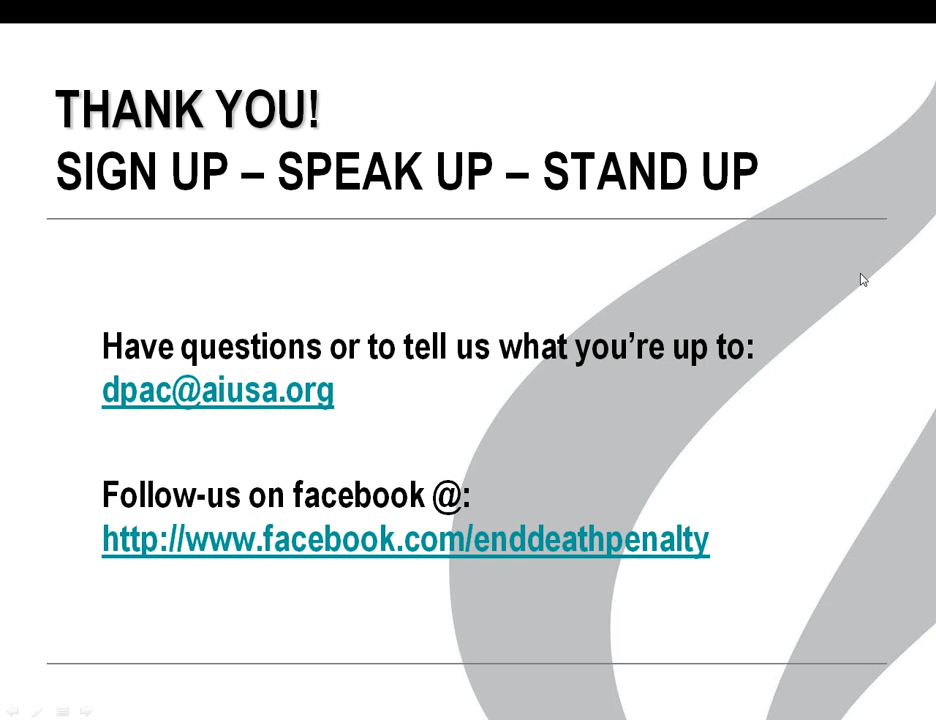 THANK YOU!
SIGN UP – SPEAK UP – STAND UP
Have questions or to tell us what you’re up to:
dpac@aiusa.org
Follow-us on facebook @:
http://www.facebook.com/enddeathpenalty